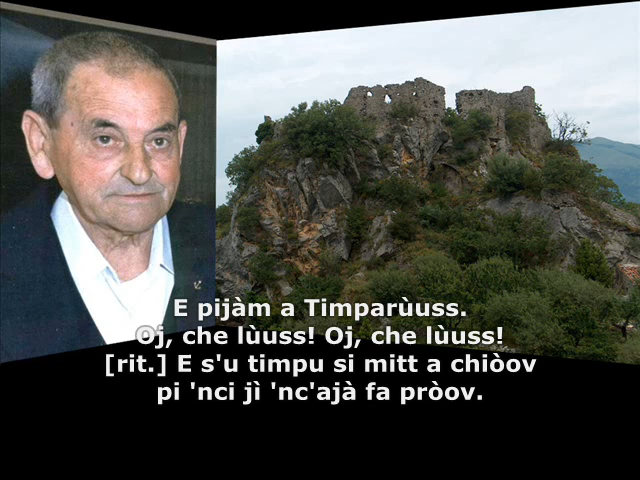 E pijàm a Timparùuss.
Oj, che lùuss! Oj, che lùuss!
[rit.] E s'u timpu si mitt a chiòov
pi 'nci jì 'nc'ajà fa pròov.